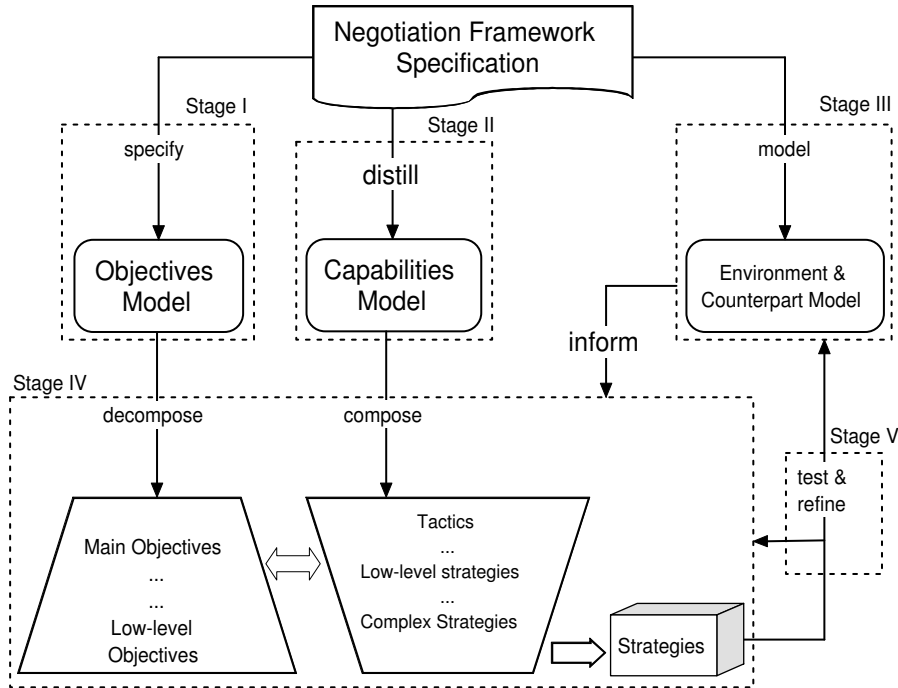 Negotiation Framework
Specification
Stage I
Stage II
Stage III
specify
distill
model
Objectives
Model
Capabilities
Model
Environment &
Counterpart Model
inform
Stage IV
decompose
compose
Stage V
test &
refine
Main Objectives
...
...
Low-level
Objectives
Tactics
...
Low-level strategies
...
Complex Strategies
Strategies